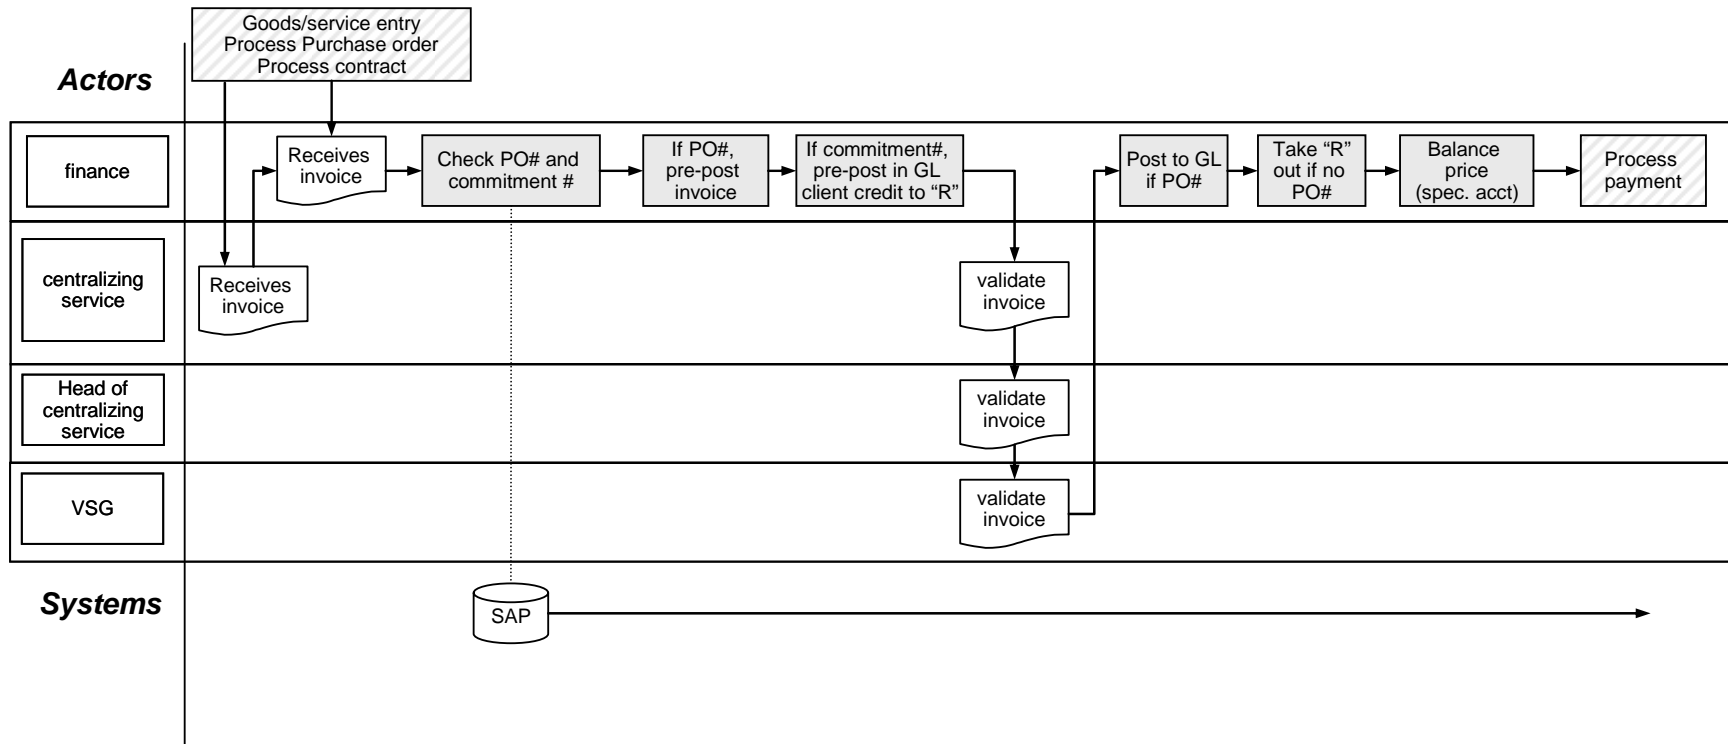 Goods/service entry
Process Purchase order
Process contract
Actors
finance
Receives
invoice
Check PO# and
commitment #
If PO#,
pre-post
invoice
If commitment#,
pre-post in GL
client credit to “R”
Post to GL
if PO#
Take “R”
out if no
PO#
Balance
price
(spec. acct)
Process
payment
centralizing
service
Receives
invoice
validate
invoice
Head of
centralizing
service
validate
invoice
VSG
validate
invoice
Systems
SAP